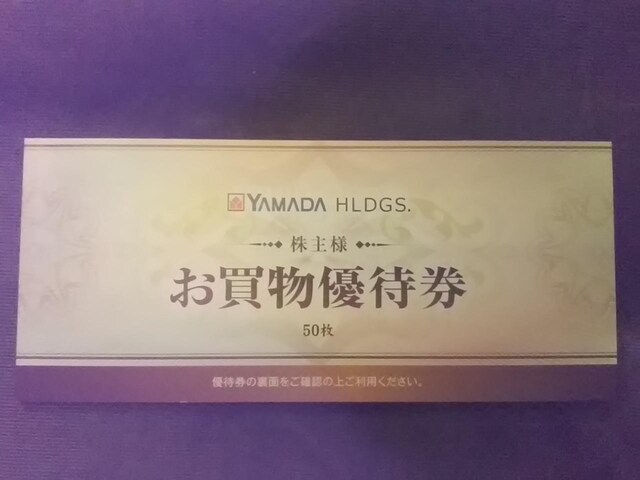 YAMADA HLDGS.
株主様
お買物優待券
50枚
優待券の裏面をご確認の上ご利用ください。